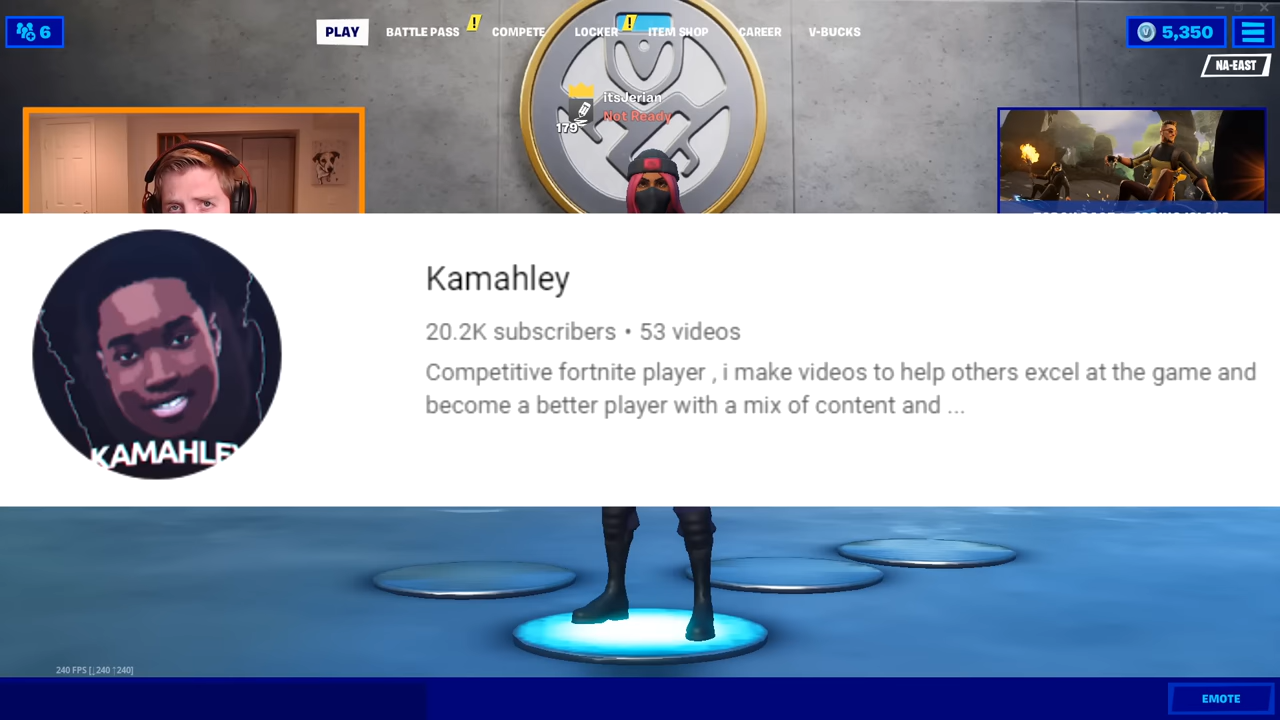 6
PLAY
BATTLE PASS
!
COMPETE
LOCKER
!
ITEM SHOP
CAREER
V-BUCKS
5,350
NA-EAST
itsJerian
Not Ready
179
Kamahley
20.2K subscribers • 53 videos
Competitive fortnite player , i make videos to help others excel at the game and
become a better player with a mix of content and ...
KAMAHLEY
240 FPS [↓240 ↑240]
EMOTE